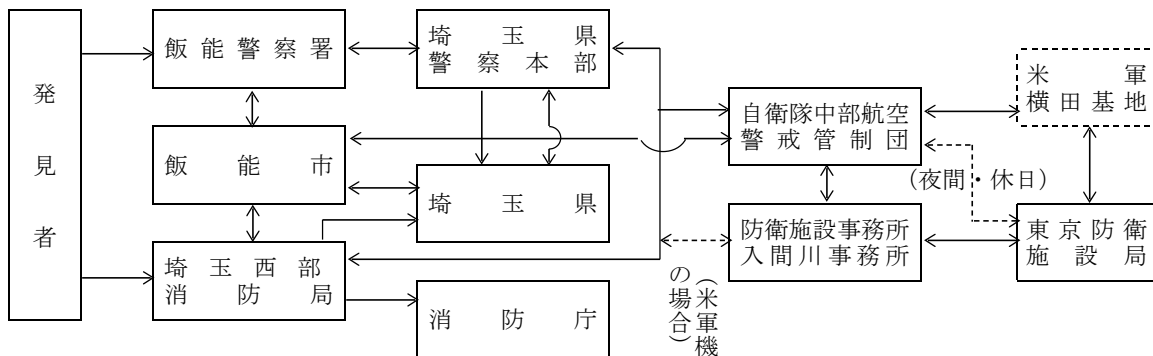 発見者
飯能警察署
飯能市
埼玉西部
消防局
埼玉県
警察本部
埼玉県
消防庁
自衛隊中部航空
警戒管制団
防衛施設事務所
入間川事務所
(米軍機
の場合)
米軍
横田基地
(夜間・休日)
東京防衛
施設局